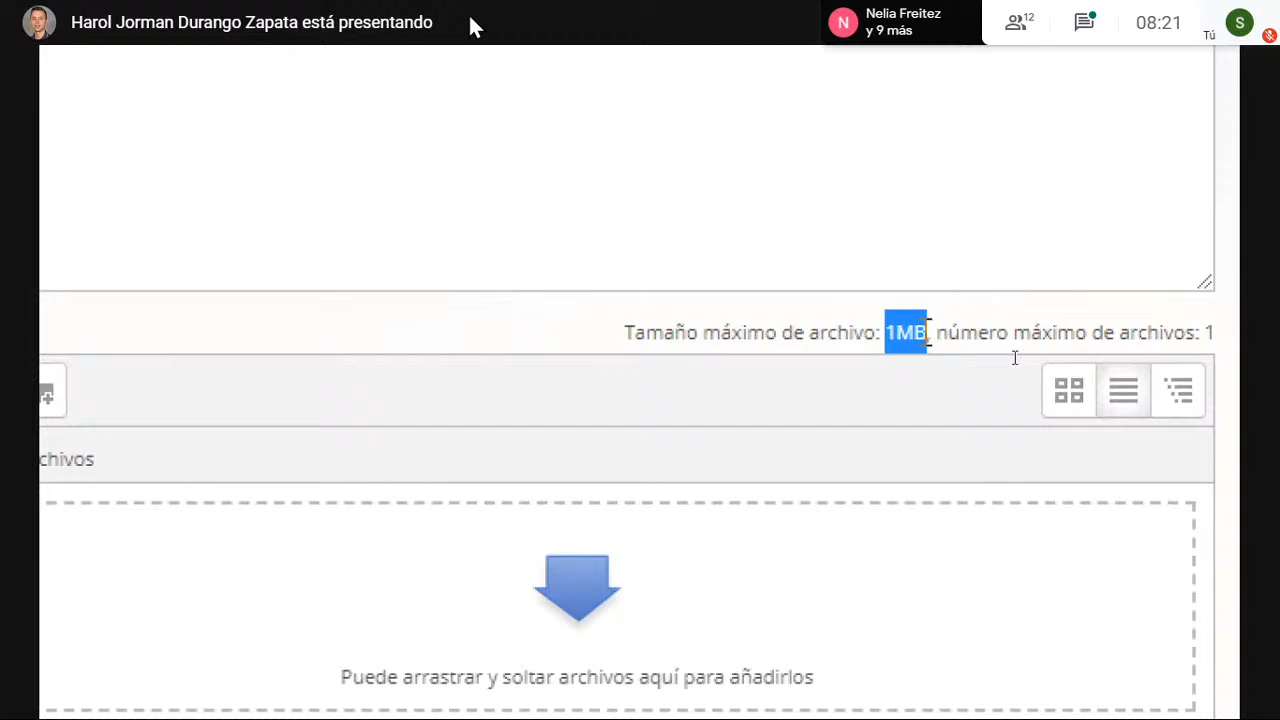 Harol Jorman Durango Zapata está presentando
N
Nelia Freitez
y 9 más
12
08:21
Tú
S
Tamaño máximo de archivo: 1MB, número máximo de archivos: 1
chivos
Puede arrastrar y soltar archivos aquí para añadirlos